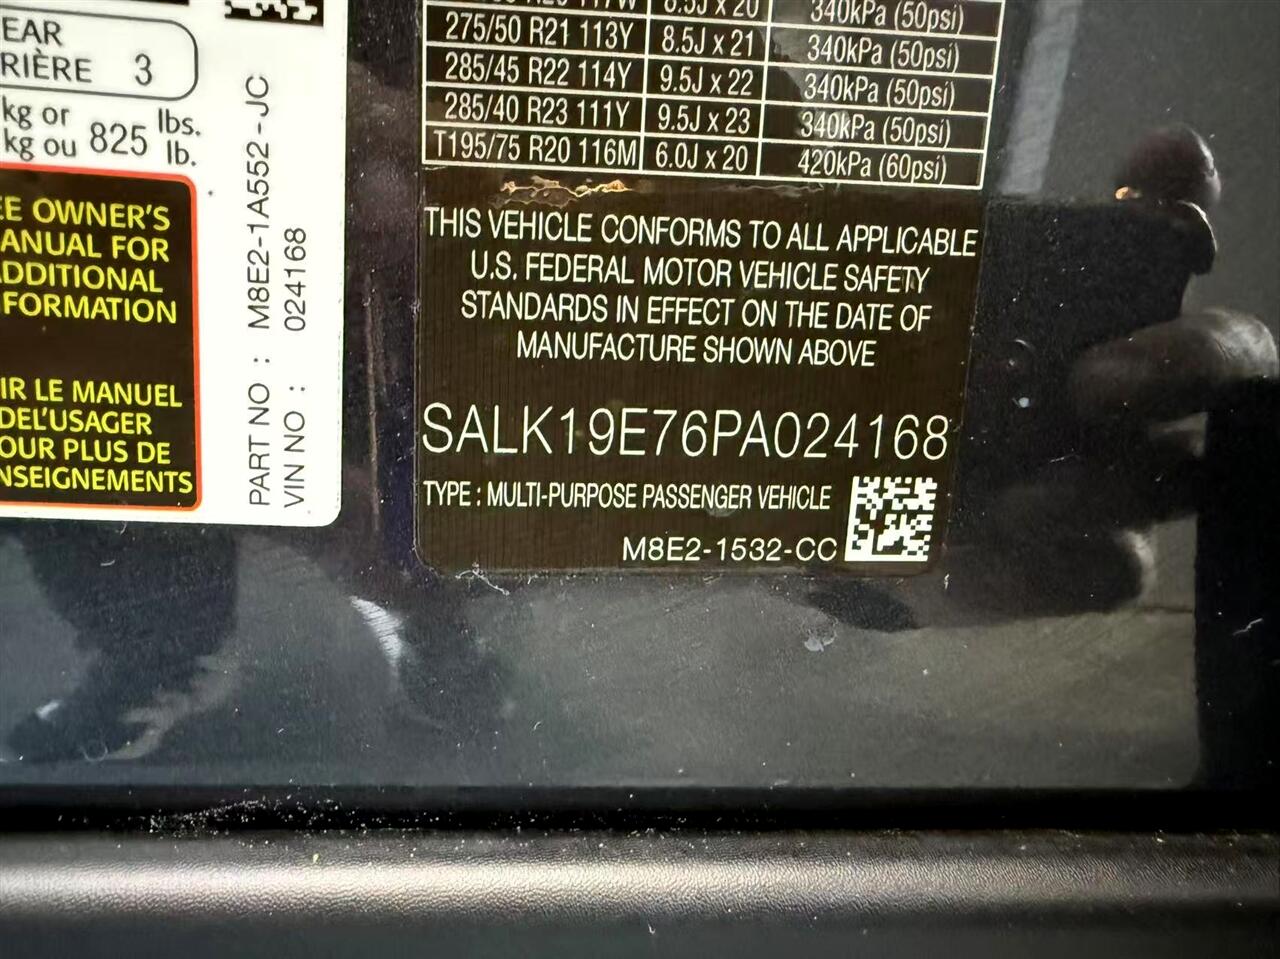 EAR
RIÈRE 3
kg or
kg ou 825 lbs.
lb.
EE OWNER'S
ANUAL FOR
DDITIONAL
FORMATION
IR LE MANUEL
DEL'USAGER
OUR PLUS DE
NSEIGNEMENTS
PART NO : M8E2-1A552-JC
VIN NO : 024168
8.5J x 20 340kPa (50psi)
275/50 R21 113Y 8.5J x 21 340kPa (50psi)
285/45 R22 114Y 9.5J x 22 340kPa (50psi)
285/40 R23 111Y 9.5J x 23 340kPa (50psi)
T195/75 R20 116M 6.0J x 20 420kPa (60psi)
THIS VEHICLE CONFORMS TO ALL APPLICABLE
U.S. FEDERAL MOTOR VEHICLE SAFETY
STANDARDS IN EFFECT ON THE DATE OF
MANUFACTURE SHOWN ABOVE
SALK19E76PA024168
TYPE : MULTI-PURPOSE PASSENGER VEHICLE
M8E2-1532-CC